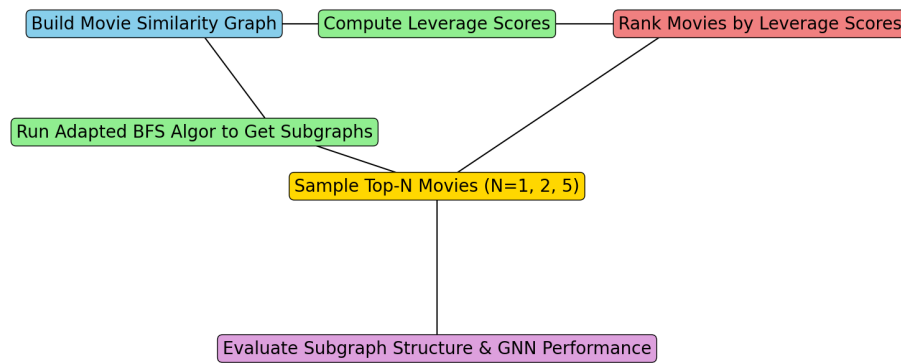 Build Movie Similarity Graph
Compute Leverage Scores
Rank Movies by Leverage Scores
Run Adapted BFS Algor to Get Subgraphs
Sample Top-N Movies (N=1, 2, 5)
Evaluate Subgraph Structure & GNN Performance